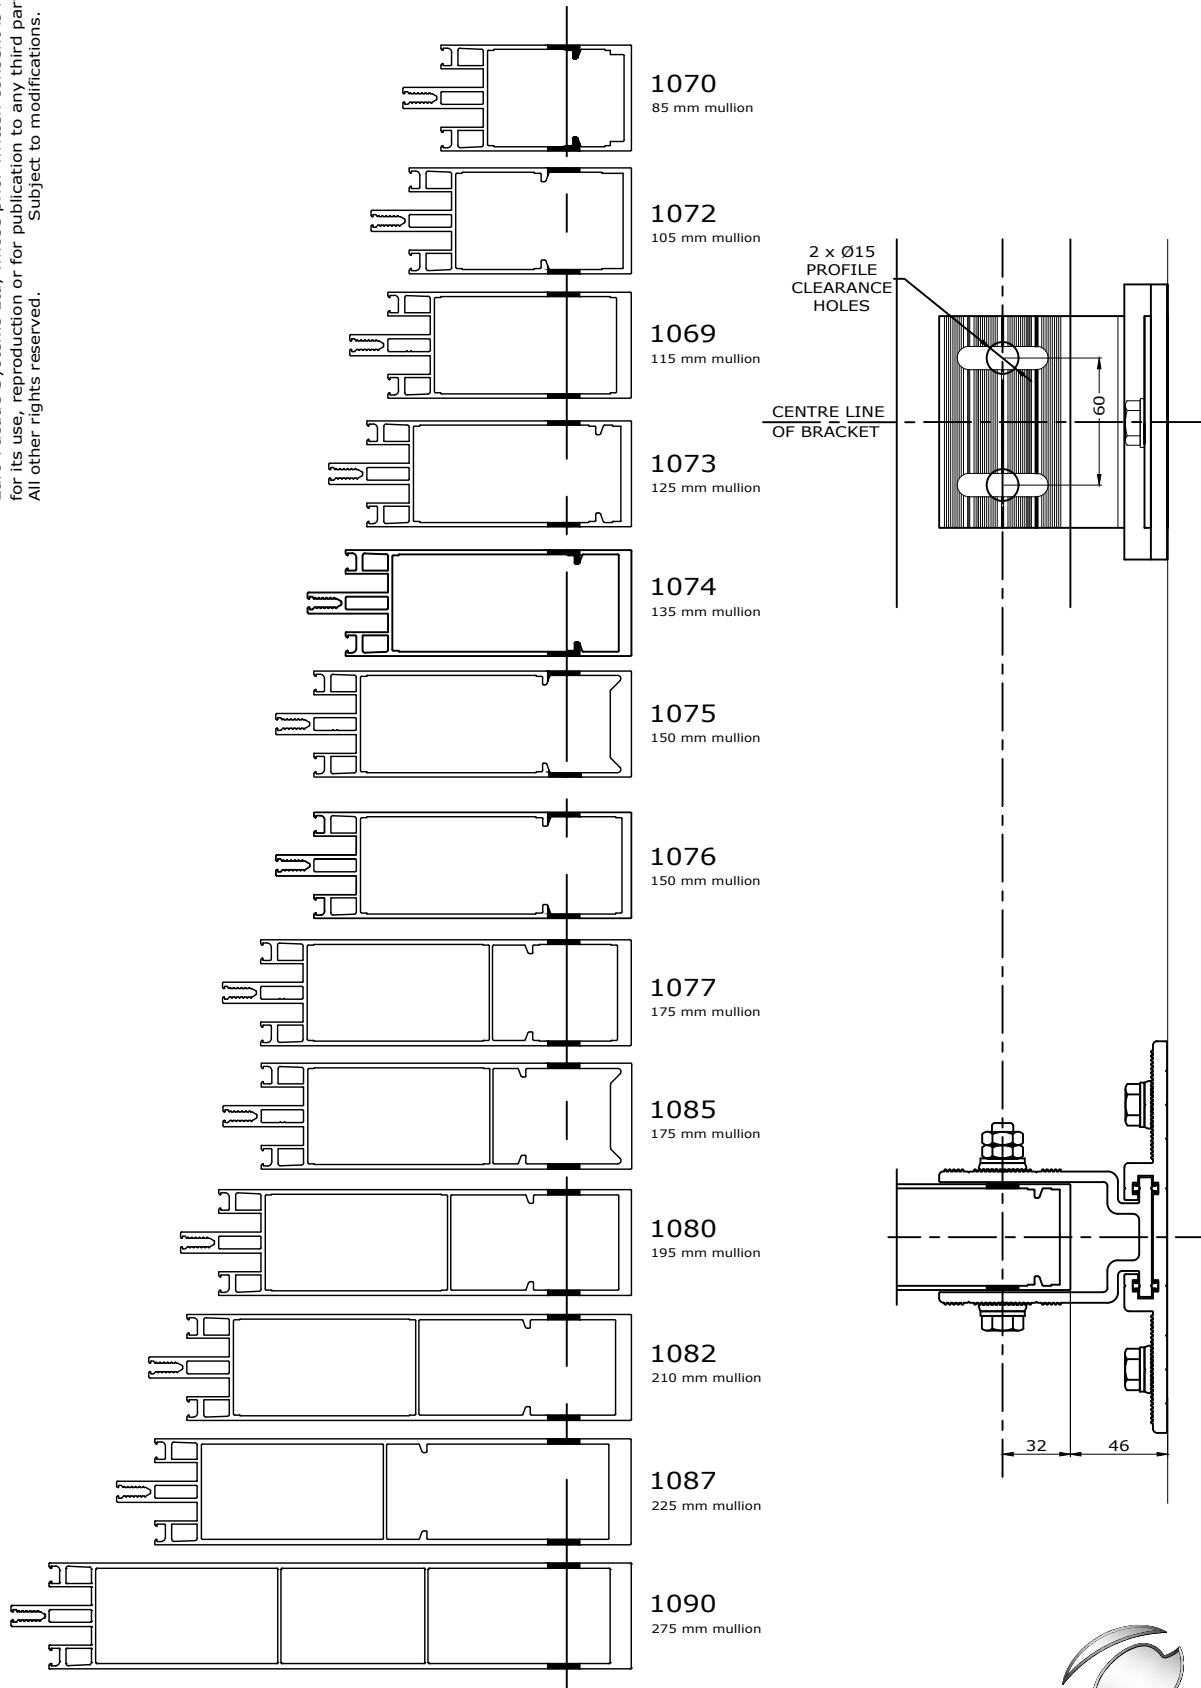 for its use, reproduction or for publication to any third par
All other rights reserved. Subject to modifications.
1070
85 mm mullion
1072
105 mm mullion
1069
115 mm mullion
1073
125 mm mullion
1074
135 mm mullion
1075
150 mm mullion
1076
150 mm mullion
1077
175 mm mullion
1085
175 mm mullion
1080
195 mm mullion
1082
210 mm mullion
1087
225 mm mullion
1090
275 mm mullion
2 x Ø15
PROFILE
CLEARANCE
HOLES
CENTRE LINE
OF BRACKET
60
32
46